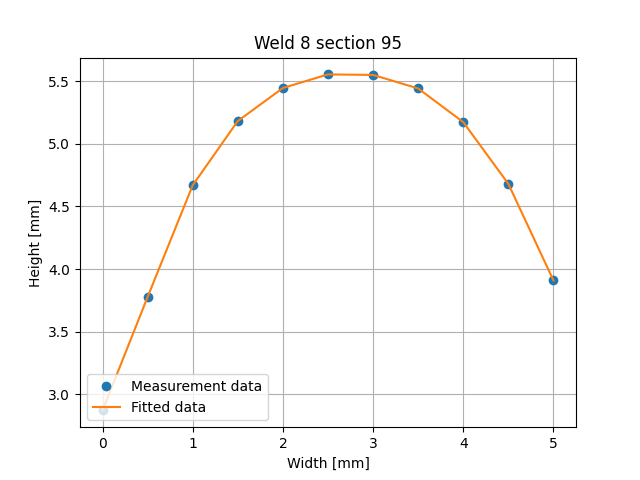 Weld 8 section 95
Height [mm]
5.5
5.0
4.5
4.0
3.5
3.0
Measurement data
Fitted data
0 1 2 3 4 5
Width [mm]